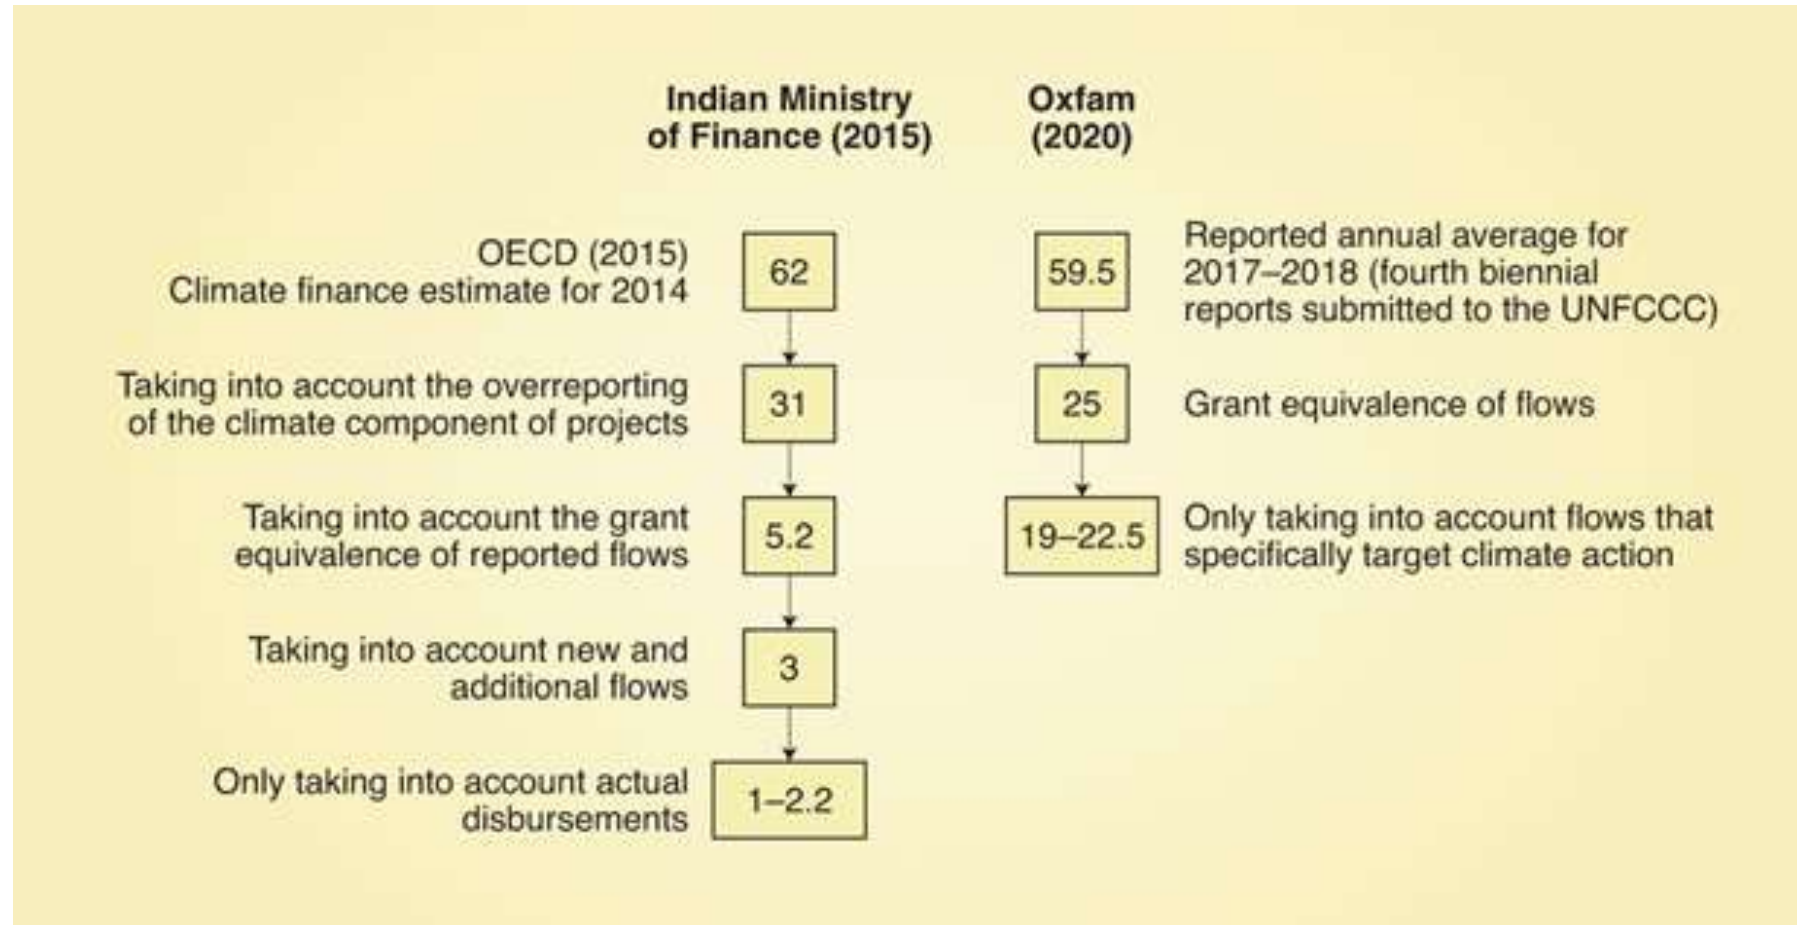 Indian Ministry
of Finance (2015)
Oxfam
(2020)
OECD (2015)
Climate finance estimate for 2014
62
59.5
Reported annual average for
2017–2018 (fourth biennial
reports submitted to the UNFCCC)
Taking into account the overreporting
of the climate component of projects
31
25
Grant equivalence of flows
Taking into account the grant
equivalence of reported flows
5.2
19–22.5
Only taking into account flows that
specifically target climate action
Taking into account new and
additional flows
3
Only taking into account actual
disbursements
1–2.2